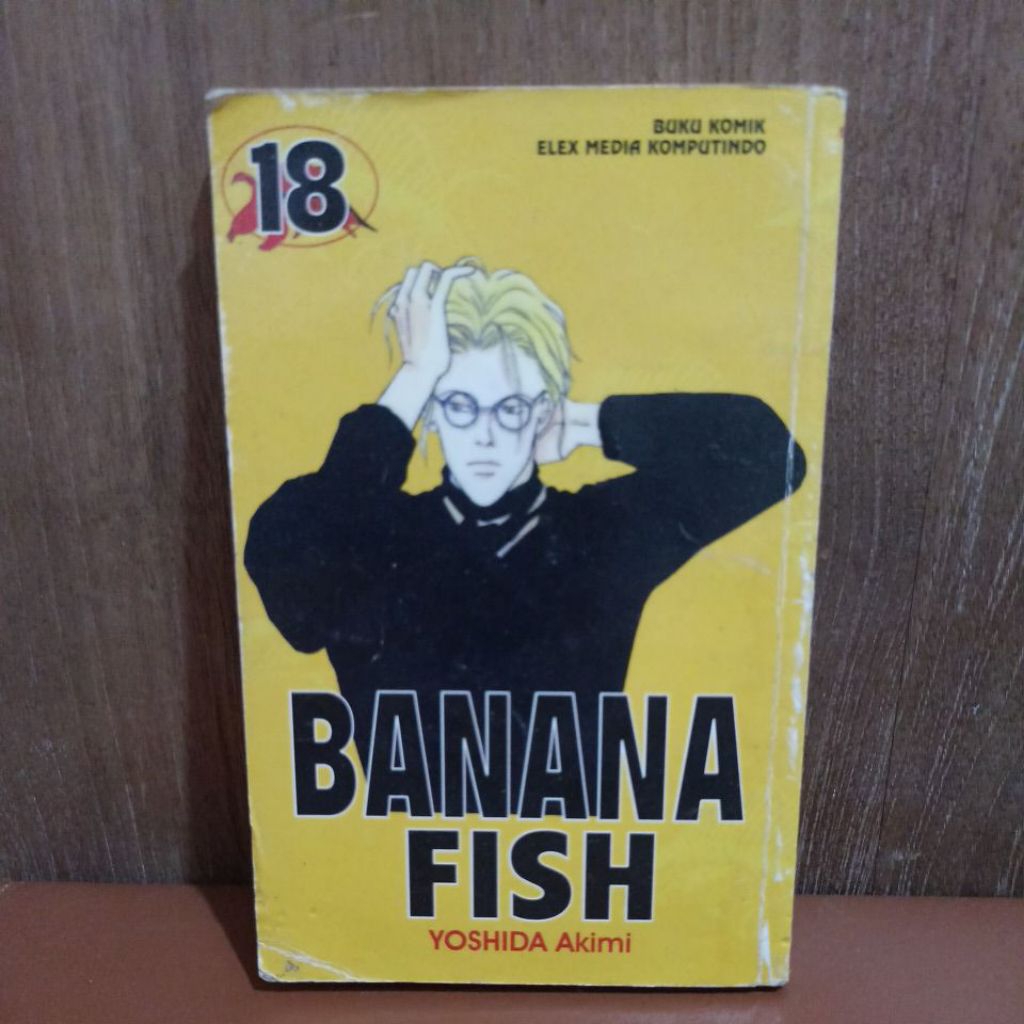 18
BUKU KOMIK
ELEX MEDIA KOMPUTINDO
BANANA
FISH
YOSHIDA Akimi